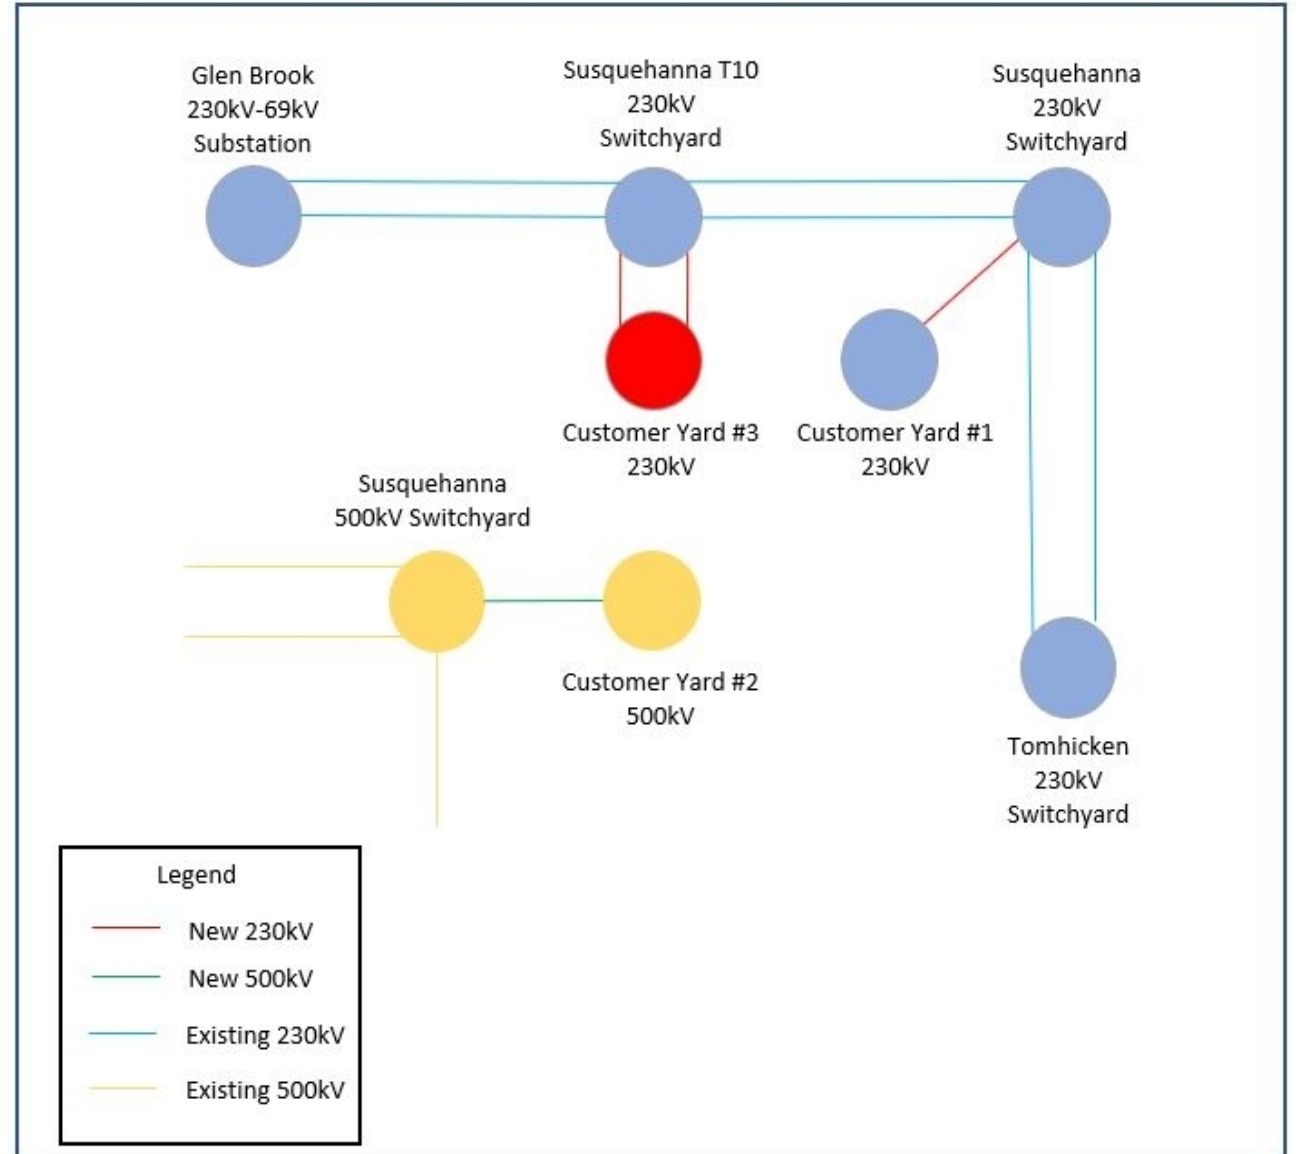 Glen Brook
230kV-69kV
Substation
Susquehanna T10
230kV
Switchyard
Susquehanna
230kV
Switchyard
Customer Yard #3
230kV
Customer Yard #1
230kV
Susquehanna
500kV Switchyard
Customer Yard #2
500kV
Tomhicken
230kV
Switchyard
Legend
New 230kV
New 500kV
Existing 230kV
Existing 500kV